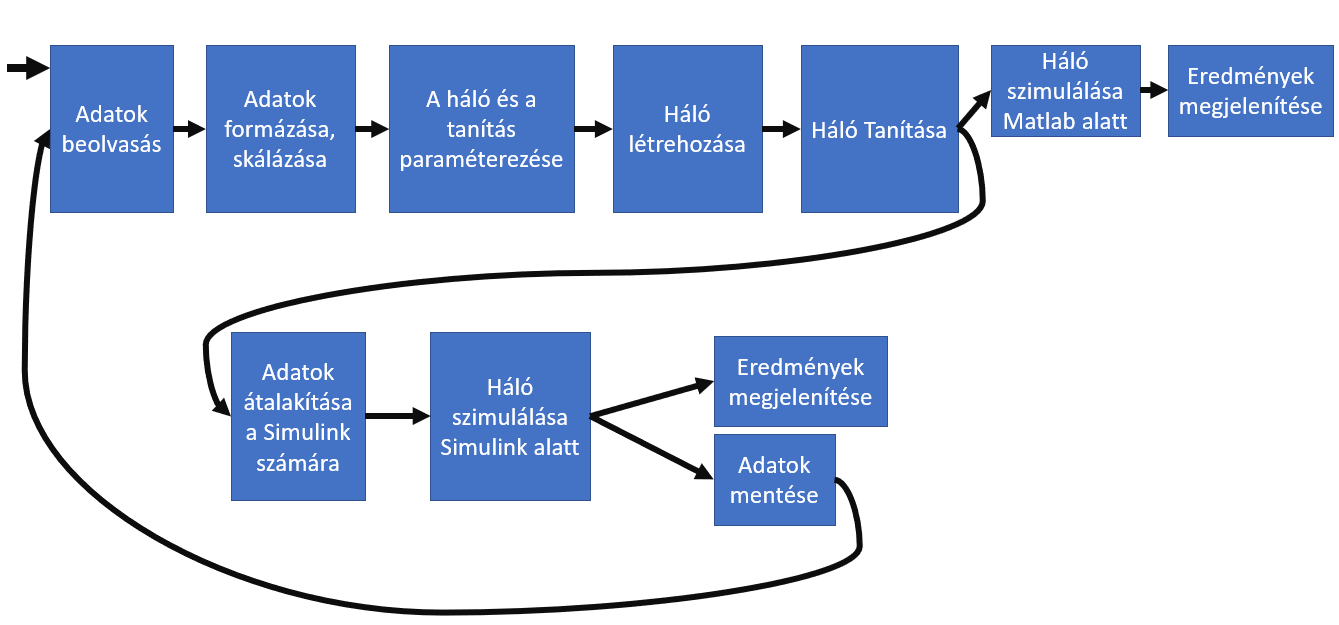 Adatok
beolvasás
Adatok
formázása,
skálázása
A háló és a
tanítás
paraméterezése
Háló
létrehozása
Háló Tanítása
Háló
szimulálása
Matlab alatt
Eredmények
megjelenítése
Adatok
átalakítása
a Simulink
számára
Háló
szimulálása
Simulink alatt
Eredmények
megjelenítése
Adatok
mentése